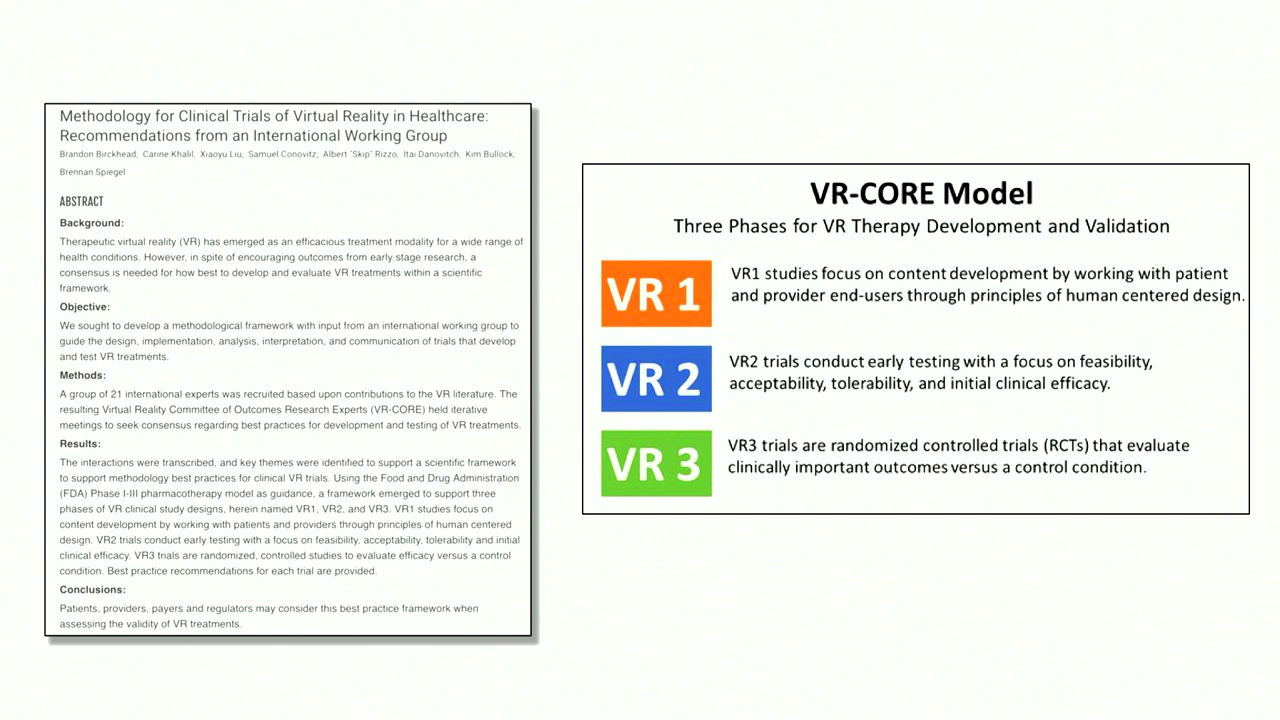 Methodology for Clinical Trials of Virtual Reality in Healthcare:
Recommendations from an International Working Group
Brandon Birckhead; Carine Khalil; Xiaoyu Liu; Samuel Conovitz; Albert "Skip" Rizzo; Itai Danovitch; Kim Bullock;
Brennan Spiegel
ABSTRACT
Background:
Therapeutic virtual reality (VR) has emerged as an efficacious treatment modality for a wide range of
health conditions. However, in spite of encouraging outcomes from early stage research, a
consensus is needed for how best to develop and evaluate VR treatments within a scientific
framework.
Objective:
We sought to develop a methodological framework with input from an international working group to
guide the design, implementation, analysis, interpretation, and communication of trials that develop
and test VR treatments.
Methods:
A group of 21 international experts was recruited based upon contributions to the VR literature. The
resulting Virtual Reality Committee of Outcomes Research Experts (VR-CORE) held iterative
meetings to seek consensus regarding best practices for development and testing of VR treatments.
Results:
The interactions were transcribed, and key themes were identified to support a scientific framework
to support methodology best practices for clinical VR trials. Using the Food and Drug Administration
(FDA) Phase I-III pharmacotherapy model as guidance, a framework emerged to support three
phases of VR clinical study designs, herein named VR1, VR2, and VR3. VR1 studies focus on
content development by working with patients and providers through principles of human centered
design. VR2 trials conduct early testing with a focus on feasibility, acceptability, tolerability and initial
clinical efficacy. VR3 trials are randomized, controlled studies to evaluate efficacy versus a control
condition. Best practice recommendations for each trial are provided.
Conclusions:
Patients, providers, payers and regulators may consider this best practice framework when
assessing the validity of VR treatments.
VR-CORE Model
Three Phases for VR Therapy Development and Validation
VR 1
VR1 studies focus on content development by working with patient
and provider end-users through principles of human centered design.
VR 2
VR2 trials conduct early testing with a focus on feasibility,
acceptability, tolerability, and initial clinical efficacy.
VR 3
VR3 trials are randomized controlled trials (RCTs) that evaluate
clinically important outcomes versus a control condition.